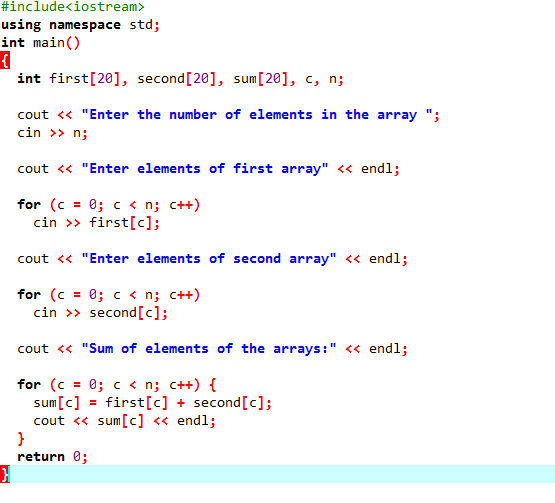 #include<iostream>
using namespace std;
int main()
{
  int first[20], second[20], sum[20], c, n;

  cout << "Enter the number of elements in the array ";
  cin >> n;

  cout << "Enter elements of first array" << endl;

  for (c = 0; c < n; c++)
    cin >> first[c];

  cout << "Enter elements of second array" << endl;

  for (c = 0; c < n; c++)
    cin >> second[c];

  cout << "Sum of elements of the arrays:" << endl;

  for (c = 0; c < n; c++) {
    sum[c] = first[c] + second[c];
    cout << sum[c] << endl;
  }
  return 0;
}